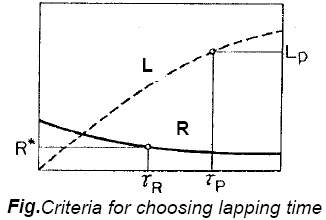 L
Lp
R
R*
τR
τP
Fig.Criteria for choosing lapping time